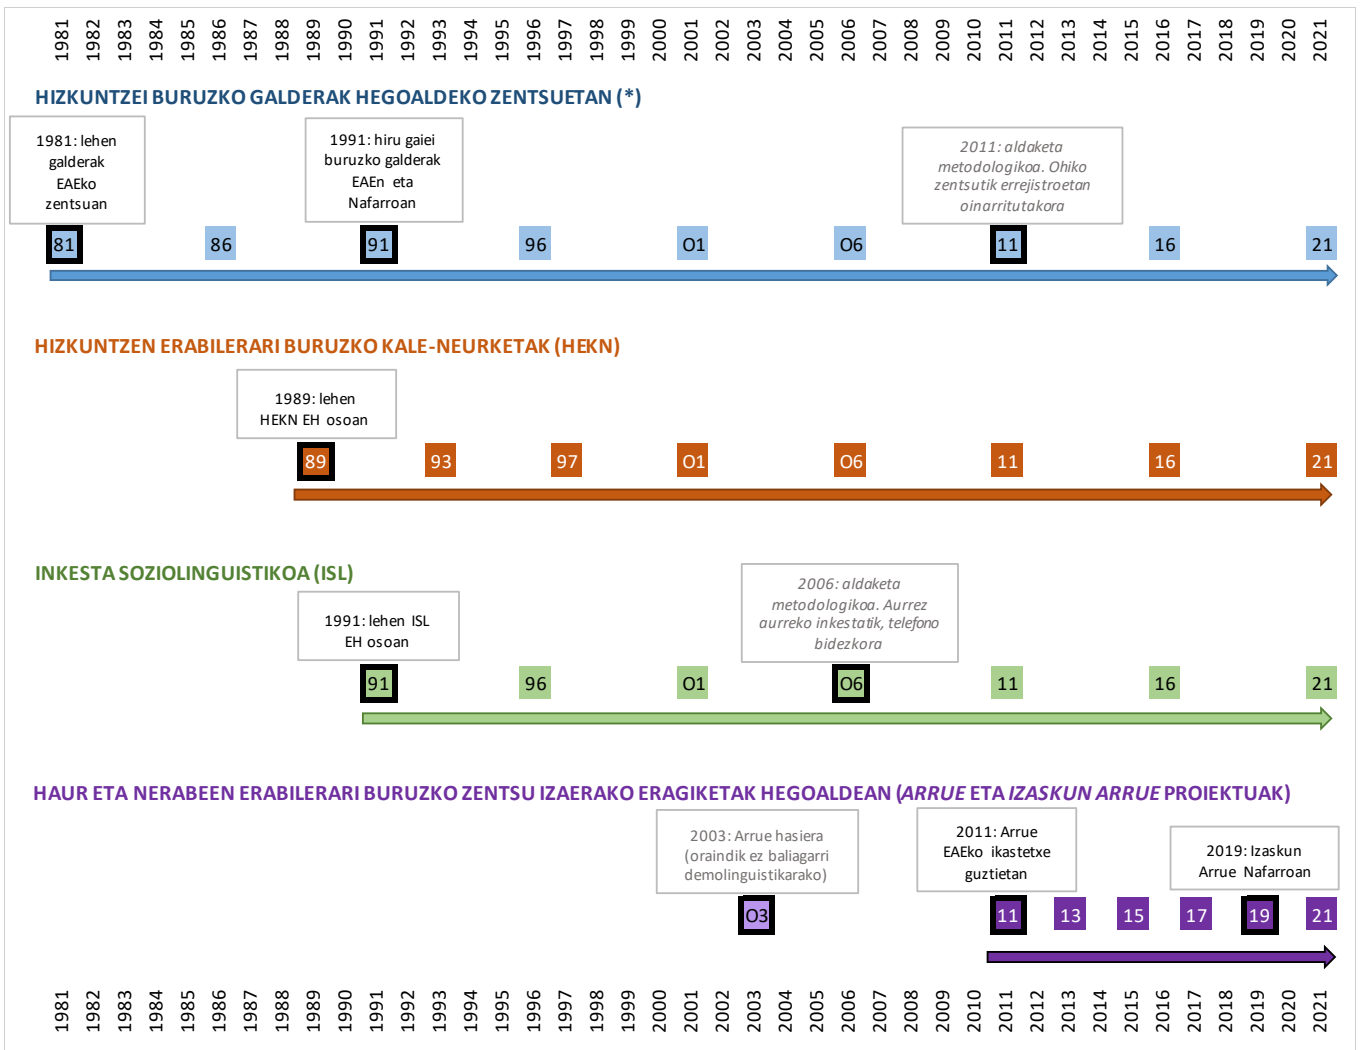 1981 1982 1983 1984 1985 1986 1987 1988 1989 1990 1991 1992 1993 1994 1995 1996 1997 1998 1999 2000 2001 2002 2003 2004 2005 2006 2007 2008 2009 2010 2011 2012 2013 2014 2015 2016 2017 2018 2019 2020 2021
HIZKUNTZEI BURUZKO GALDERAK HEGOALDEKO ZENTSUETAN (*)
1981: lehen
galderak
EAEko
zentsuan
1991: hiru gaiei
buruzko galderak
EAEn eta
Nafarroan
2011: aldaketa
metodologikoa. Ohiko
zentsutik errejistroetan
oinarritutakora
81 86 91 96 O1 O6 11 16 21
HIZKUNTZEN ERABILERARI BURUZKO KALE-NEURKETAK (HEKN)
1989: lehen
HEKN EH osoan
89 93 97 O1 O6 11 16 21
INKESTA SOZIOLINGUISTIKOA (ISL)
1991: lehen ISL
EH osoan
2006: aldaketa
metodologikoa. Aurrez
aurreko inkestatik, telefono
bidezkora
91 96 O1 O6 11 16 21
HAUR ETA NERABEEN ERABILERARI BURUZKO ZENTSU IZAERAKO ERAGIKETAK HEGOALDEAN (ARRUE ETA IZASKUN ARRUE PROIEKTUAK)
2003: Arrue hasiera
(oraindik ez baliagarri
demolinguistikarako)
2011: Arrue
EAEko ikastetxe
guztietan
2019: Izaskun
Arrue Nafarroan
O3 11 13 15 17 19 21
1981 1982 1983 1984 1985 1986 1987 1988 1989 1990 1991 1992 1993 1994 1995 1996 1997 1998 1999 2000 2001 2002 2003 2004 2005 2006 2007 2008 2009 2010 2011 2012 2013 2014 2015 2016 2017 2018 2019 2020 2021